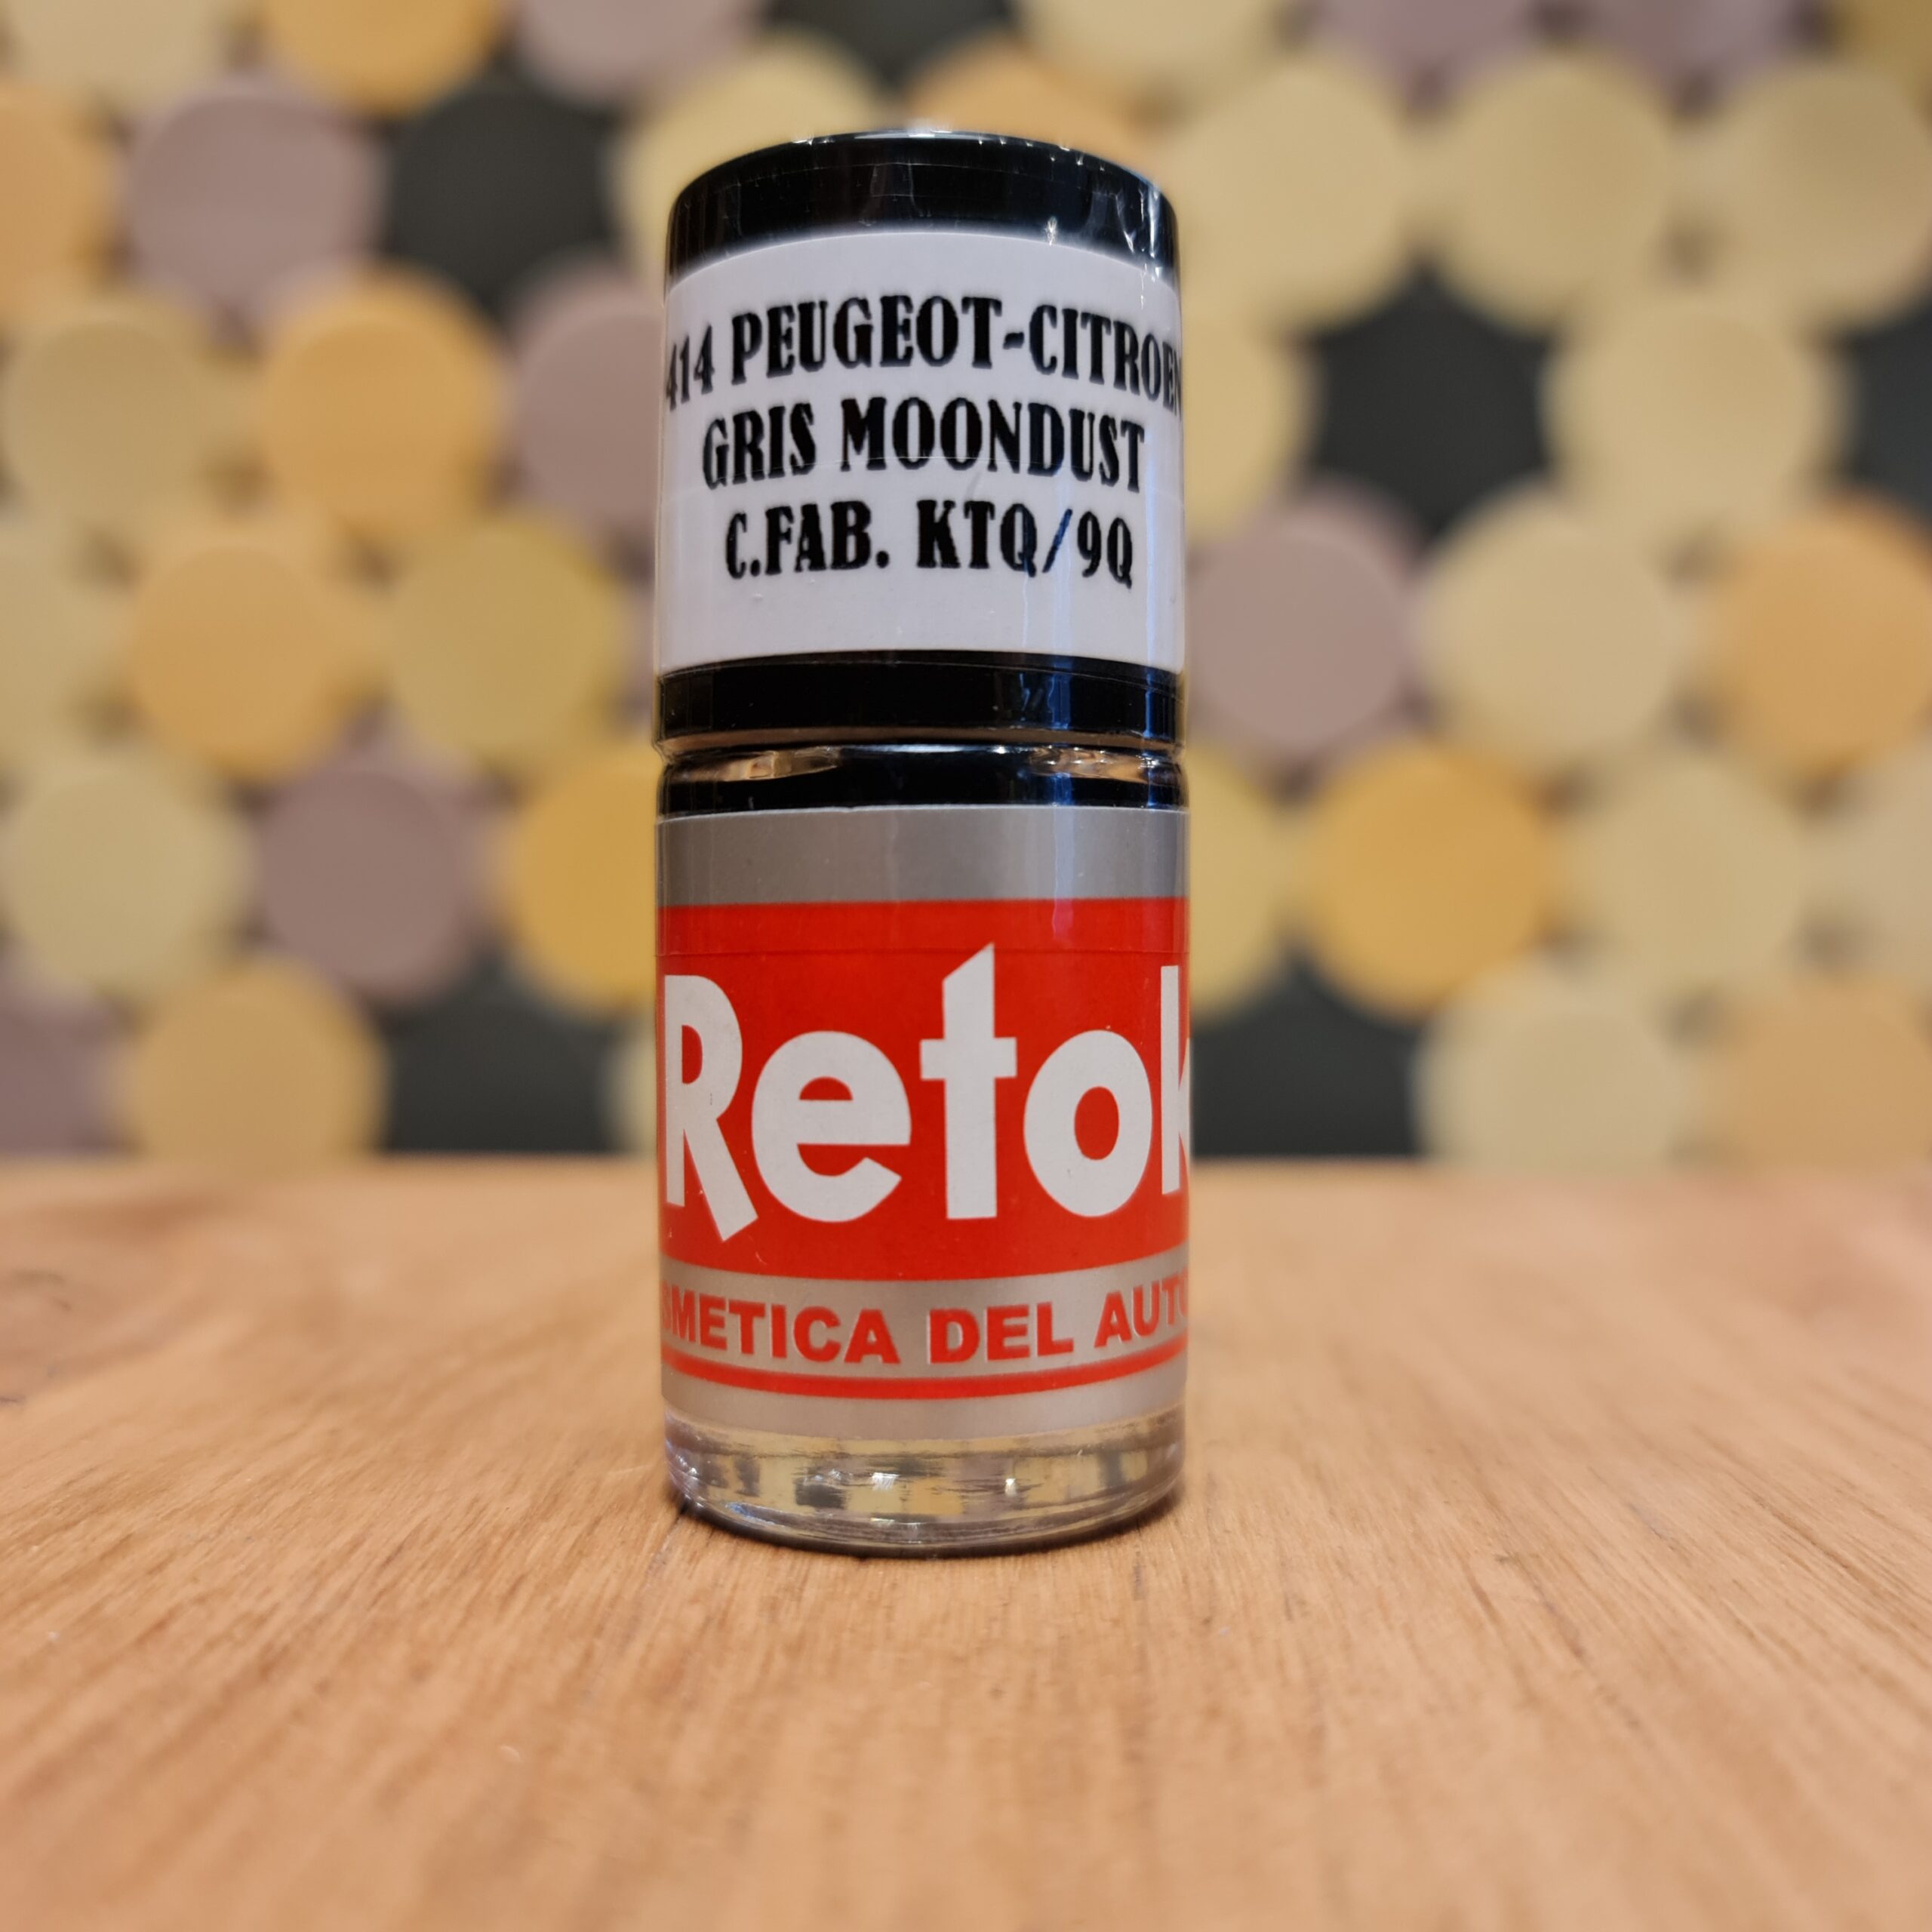 414 PEUGEOT-CITROEN
GRIS MOONDUST
C.FAB. KTQ/9Q
Retok
SMETICA DEL AUTO